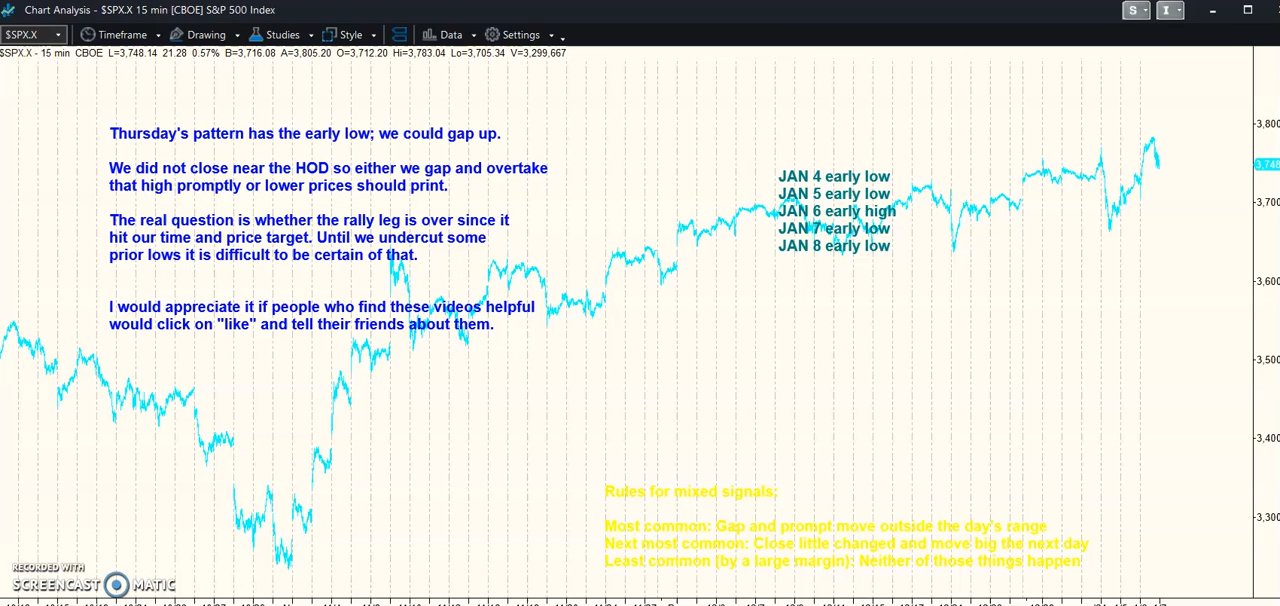 Chart Analysis - $SPX.X 15 min [CBOE] S&P 500 Index
S
I
$SPX.X
Timeframe
Drawing
Studies
Style
Data
Settings
$SPX.X - 15 min CBOE L=3,748.14 21.28 0.57% B=3,716.08 A=3,805.20 O=3,712.20 Hi=3,783.04 Lo=3,705.34 V=3,299,667
Thursday's pattern has the early low; we could gap up.
We did not close near the HOD so either we gap and overtake
that high promptly or lower prices should print.
The real question is whether the rally leg is over since it
hit our time and price target. Until we undercut some
prior lows it is difficult to be certain of that.
I would appreciate it if people who find these videos helpful
would click on "like" and tell their friends about them.
JAN 4 early low
JAN 5 early low
JAN 6 early high
JAN 7 early low
JAN 8 early low
3,800
3,748
3,700
3,600
3,500
3,400
3,300
Rules for mixed signals;
Most common: Gap and prompt move outside the day's range
Next most common: Close little changed and move big the next day
Least common (by a large margin): Neither of those things happen
RECORDED WITH
SCREENCAST MATIC